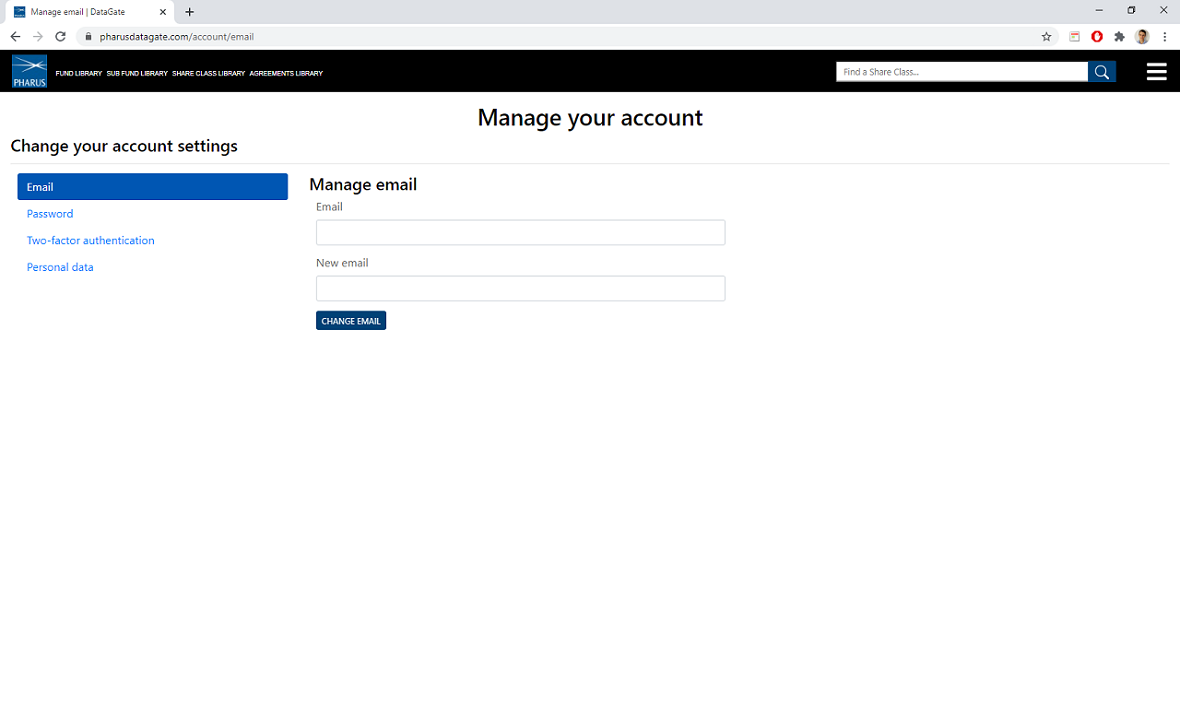 Manage email | DataGate
pharusdatagate.com/account/email
PHARUS
FUND LIBRARY SUB FUND LIBRARY SHARE CLASS LIBRARY AGREEMENTS LIBRARY
Find a Share Class...
Manage your account
Change your account settings
Email
Password
Two-factor authentication
Personal data
Manage email
Email
New email
CHANGE EMAIL